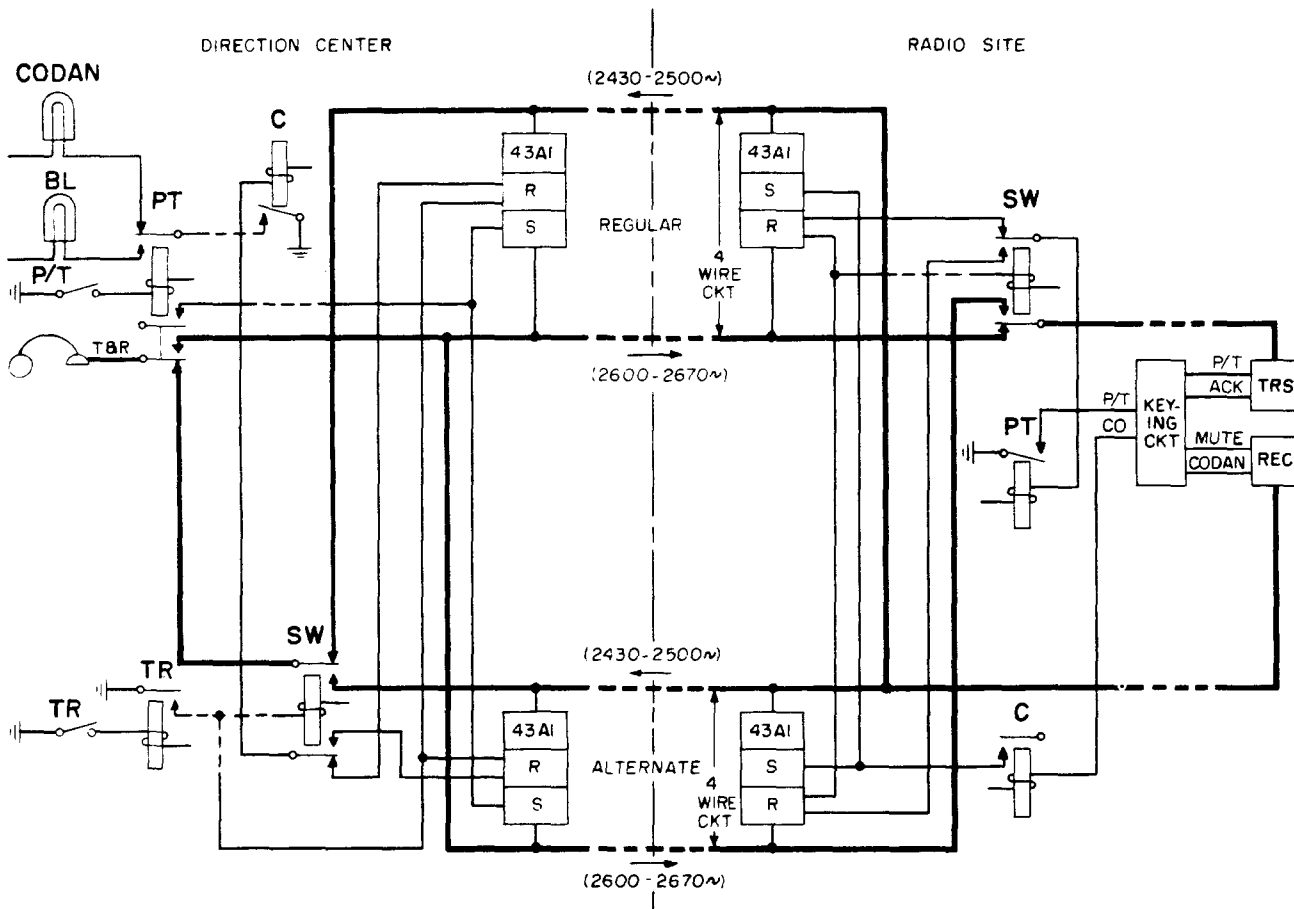 DIRECTION CENTER
RADIO SITE
CODAN
(2430-2500~)
C
43A1
R
S
43A1
S
R
BL
PT
REGULAR
4 WIRE CKT
SW
P/T
T&R
(2600-2670~)
P/T
ACK
TRS
P/T
CO
KEY-
ING
CKT
MUTE
CODAN
REC
PT
SW
(2430-2500~)
TR
TR
43A1
R
S
ALTERNATE
4
WIRE
CKT
43A1
S
R
C
(2600-2670~)